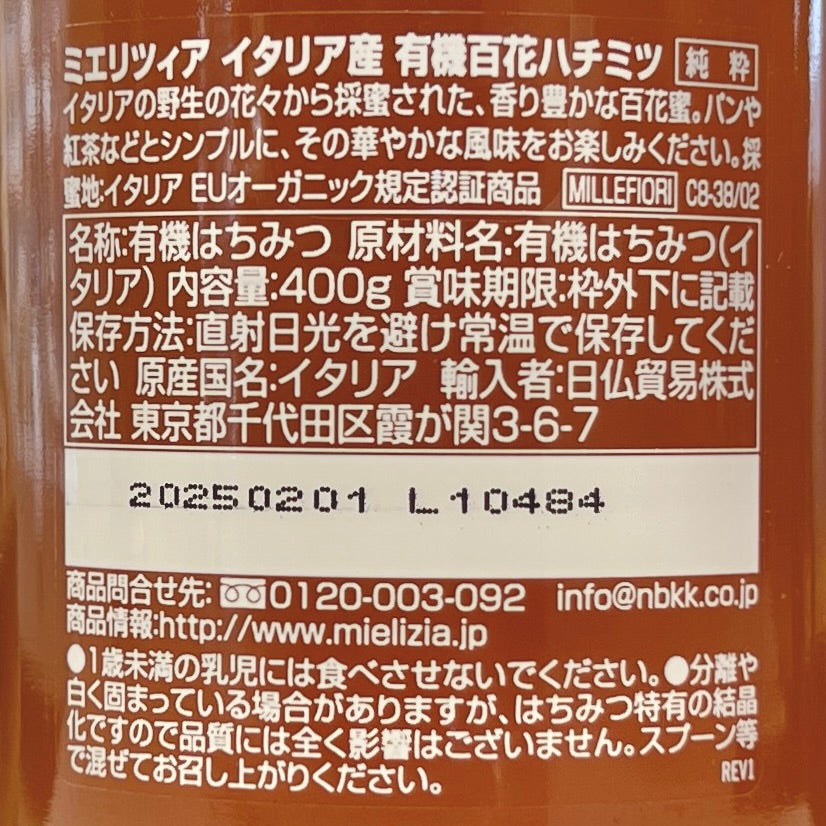 ミエリツィア イタリア産 有機百花ハチミツ 純粋
イタリアの野生の花々から採蜜された、香り豊かな百花蜜。パンや
紅茶などとシンプルに、その華やかな風味をお楽しみください。採
蜜地:イタリア EUオーガニック規定認証商品 MILLEFIORI C8-38/02
名称:有機はちみつ 原材料名:有機はちみつ(イ
タリア) 内容量:400g 賞味期限:枠外下に記載
保存方法:直射日光を避け常温で保存してくだ
さい 原産国名:イタリア 輸入者:日仏貿易株式
会社 東京都千代田区霞が関3-6-7
20250201 L10484
商品問合せ先: 0120-003-092 info@nbkk.co.jp
商品情報:http://www.mielizia.jp
●1歳未満の乳児には食べさせないでください。●分離や
白く固まっている場合がありますが、はちみつ特有の結晶
化ですので品質には全く影響はございません。スプーン等
で混ぜてお召し上がりください。 REV1